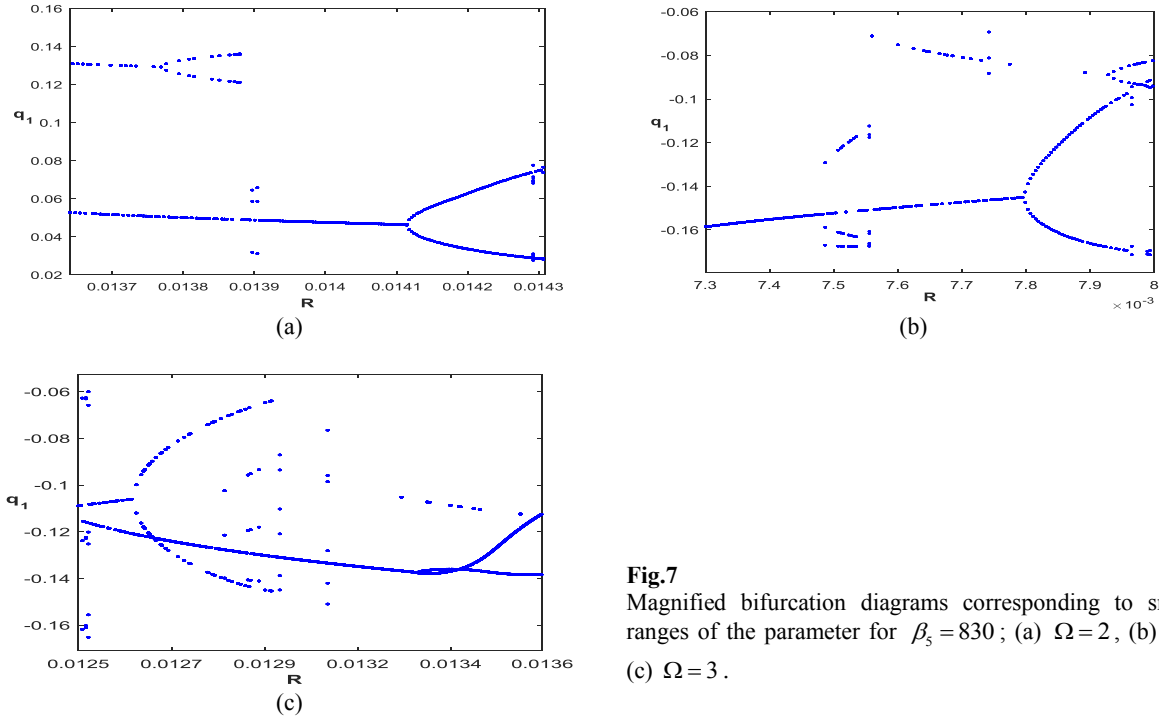 0.16
0.14
0.12
0.1
q1
0.08
0.06
0.04
0.02
0.0137 0.0138 0.0139 0.014 0.0141 0.0142 0.0143
R
(a)
-0.06
-0.08
-0.1
q1
-0.12
-0.14
-0.16
7.3 7.4 7.5 7.6 7.7 7.8 7.9 8
R
× 10⁻³
(b)
-0.06
-0.08
-0.1
q1
-0.12
-0.14
-0.16
0.0125 0.0127 0.0129 0.0132 0.0134 0.0136
R
(c)
Fig.7
Magnified bifurcation diagrams corresponding to
ranges of the parameter for β₅ = 830 ; (a) Ω = 2 , (b)
(c) Ω = 3 .